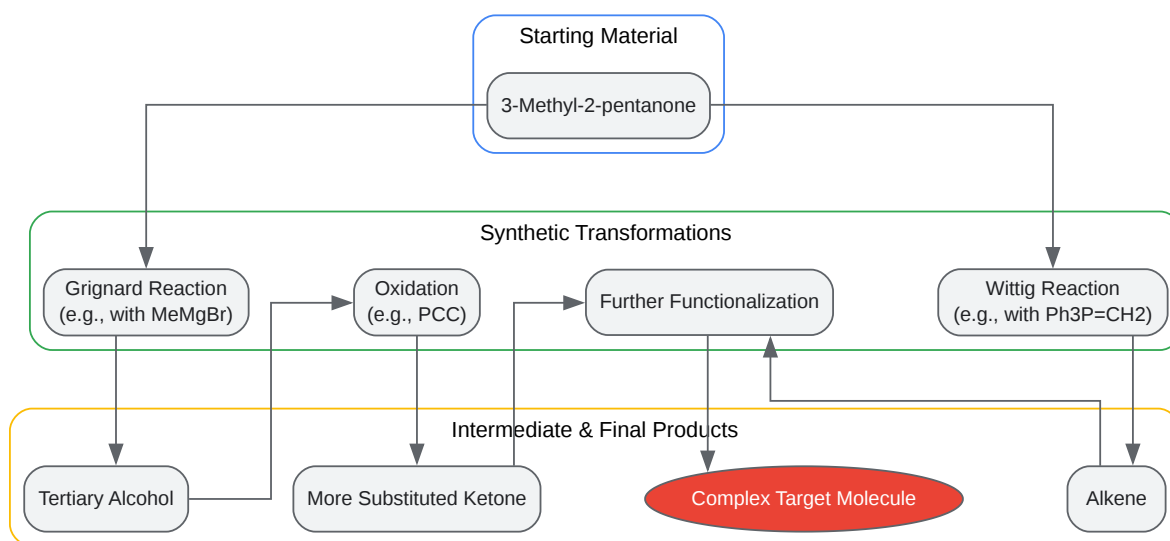 Starting Material
3-Methyl-2-pentanone
Synthetic Transformations
Grignard Reaction
(e.g., with MeMgBr)
Oxidation
(e.g., PCC)
Further Functionalization
Wittig Reaction
(e.g., with Ph3P=CH2)
Intermediate & Final Products
Tertiary Alcohol
More Substituted Ketone
Complex Target Molecule
Alkene